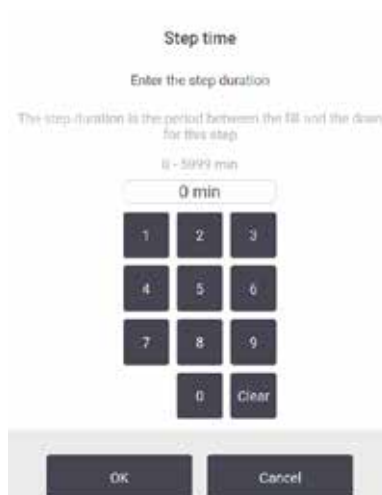 Step time
Enter the step duration
The step duration is the period between the fill and the down
for this step
0 - 5999 min
0 min
1 2 3
4 5 6
7 8 9
0 Clear
OK Cancel